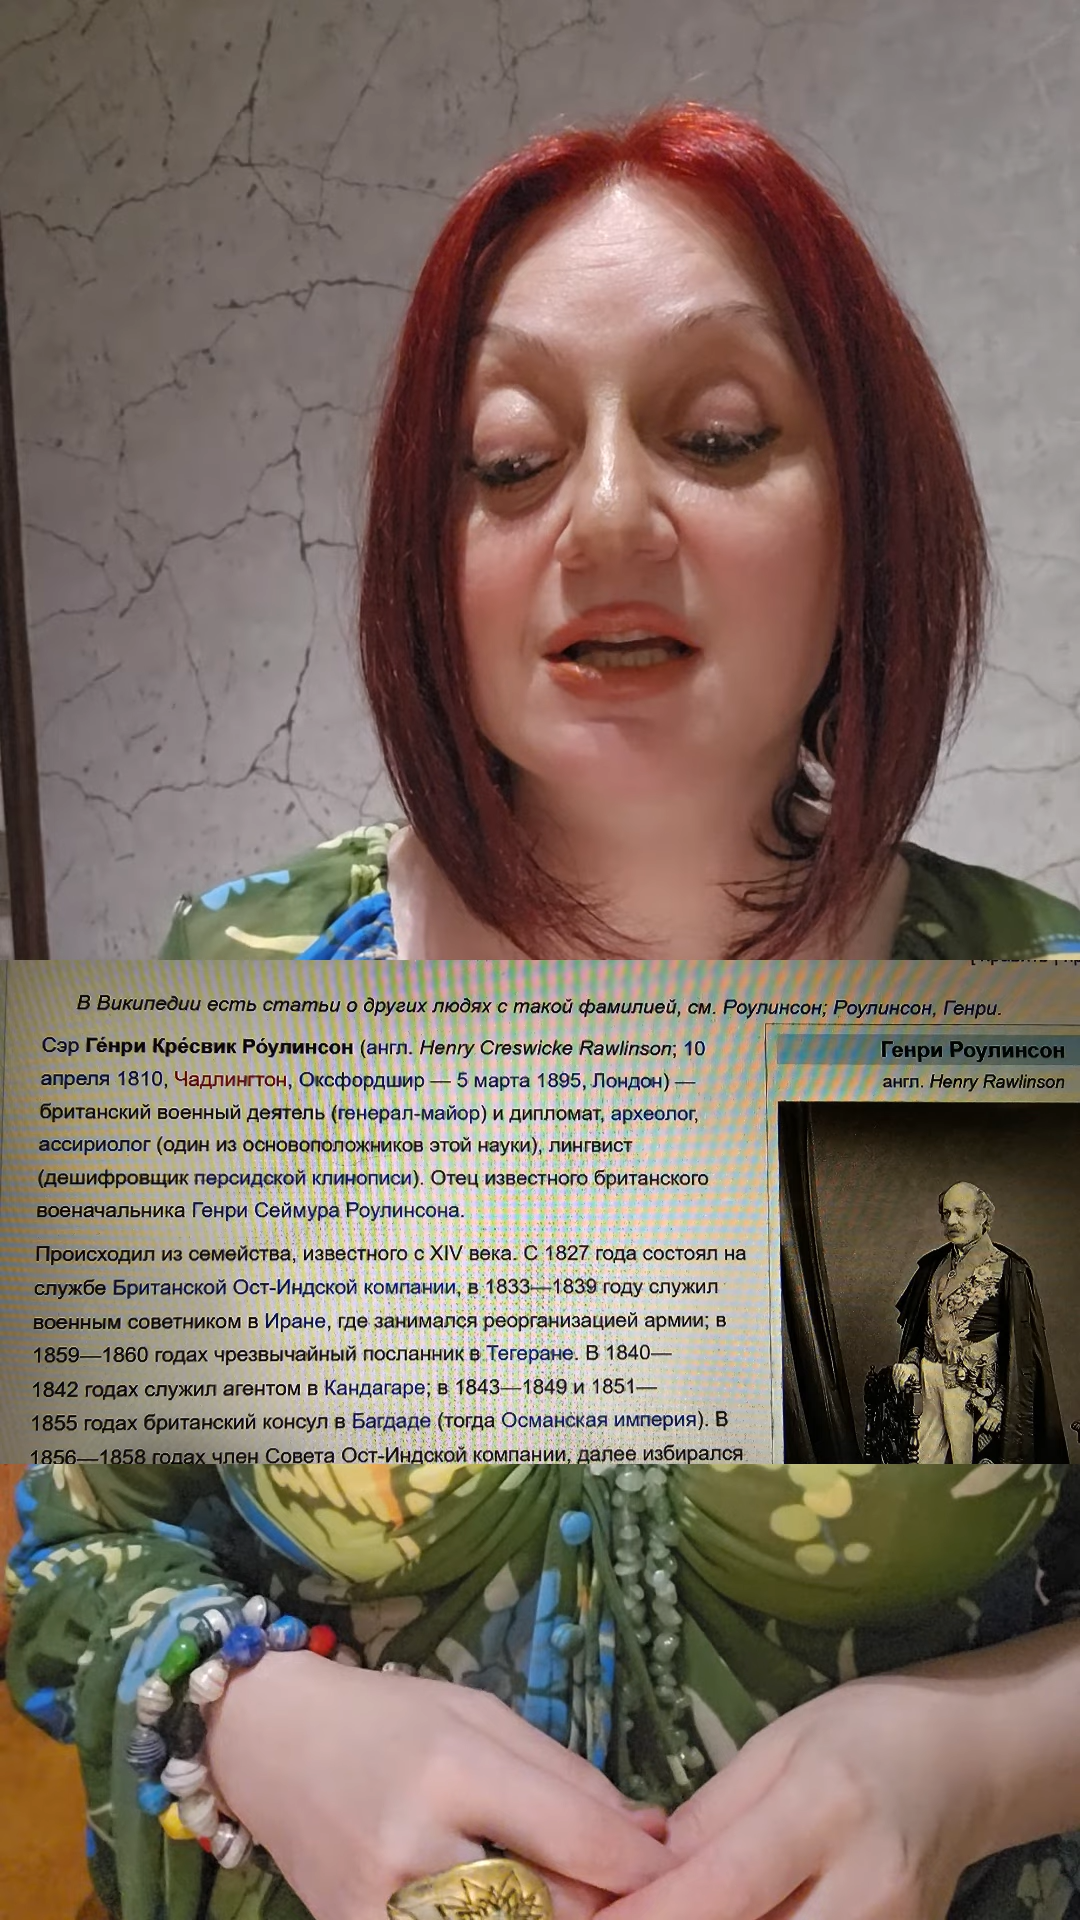 В Википедии есть статьи о других людях с такой фамилией, см. Роулинсон; Роулинсон, Генри.
Сэр Ге́нри Кре́свик Ро́улинсон (англ. Henry Creswicke Rawlinson; 10
апреля 1810, Чадлингтон, Оксфордшир — 5 марта 1895, Лондон) —
британский военный деятель (генерал-майор) и дипломат, археолог,
ассириолог (один из основоположников этой науки), лингвист
(дешифровщик персидской клинописи). Отец известного британского
военачальника Генри Сеймура Роулинсона.
Происходил из семейства, известного с XIV века. С 1827 года состоял на
службе Британской Ост-Индской компании, в 1833—1839 году служил
военным советником в Иране, где занимался реорганизацией армии; в
1859—1860 годах чрезвычайный посланник в Тегеране. В 1840—
1842 годах служил агентом в Кандагаре; в 1843—1849 и 1851—
1855 годах британский консул в Багдаде (тогда Османская империя). В
1856—1858 годах член Совета Ост-Индской компании, далее избирался
Генри Роулинсон
англ. Henry Rawlinson